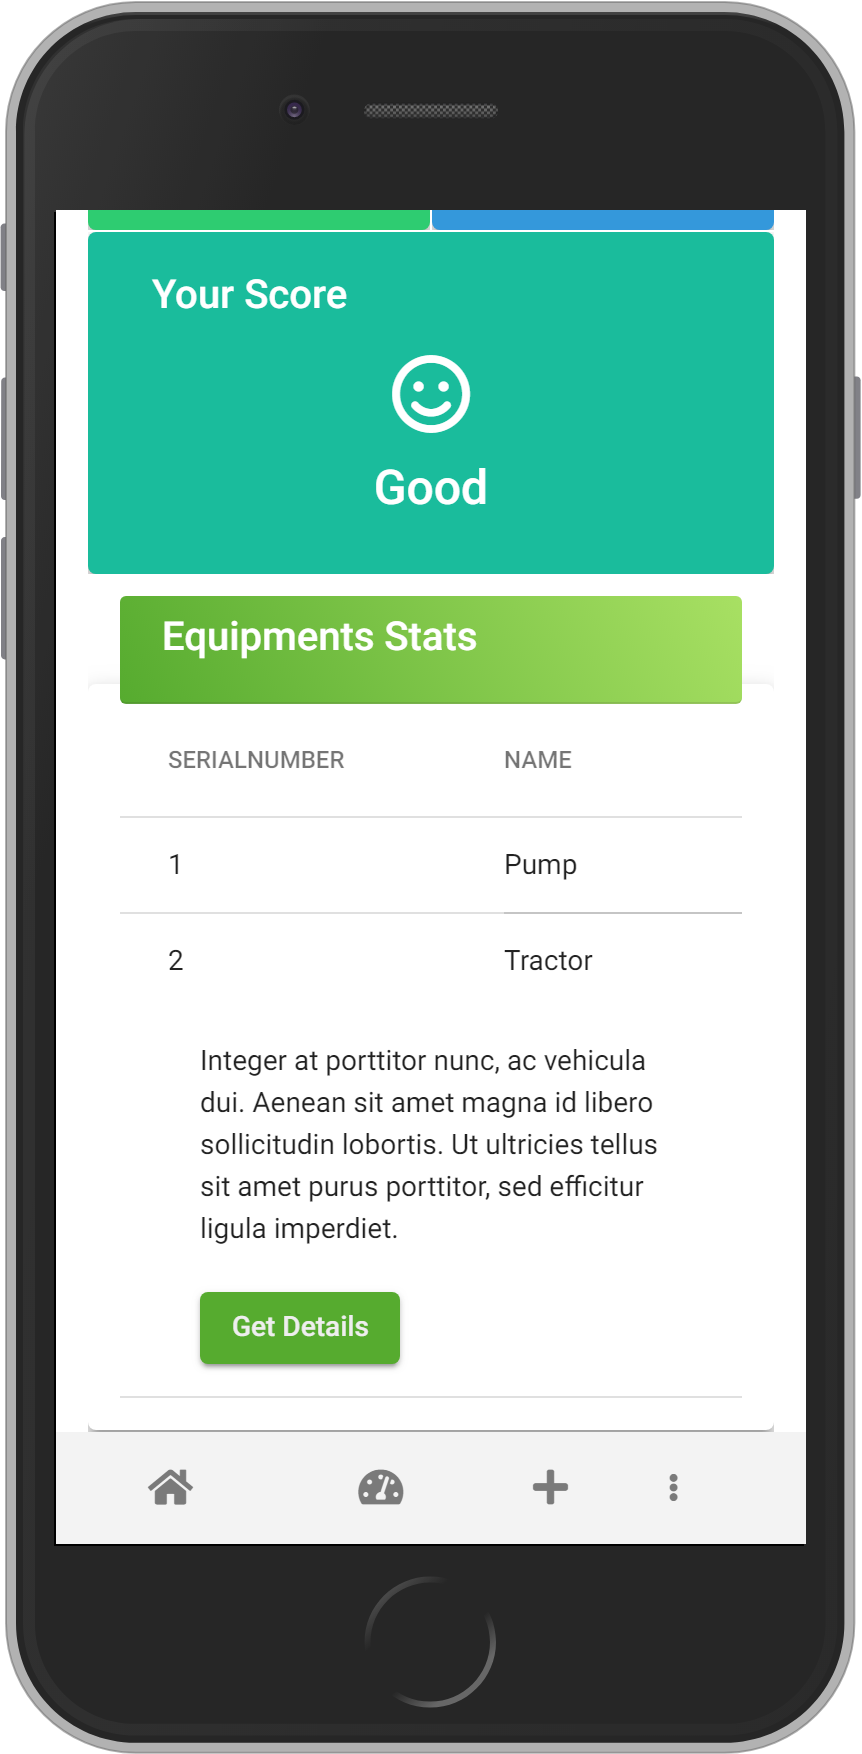 Your Score
Good
Equipments Stats
SERIALNUMBER NAME
1 Pump
2 Tractor
Integer at porttitor nunc, ac vehicula
dui. Aenean sit amet magna id libero
sollicitudin lobortis. Ut ultricies tellus
sit amet purus porttitor, sed efficitur
ligula imperdiet.
Get Details